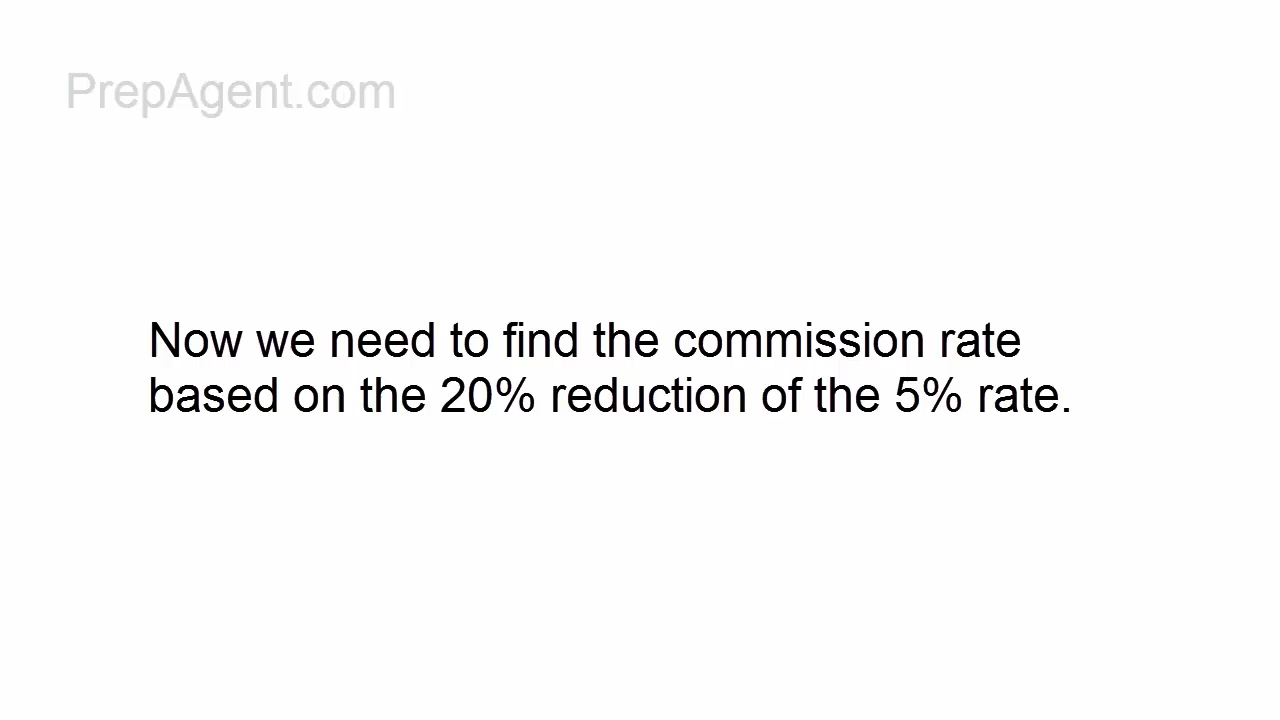 PrepAgent.com
Now we need to find the commission rate
based on the 20% reduction of the 5% rate.